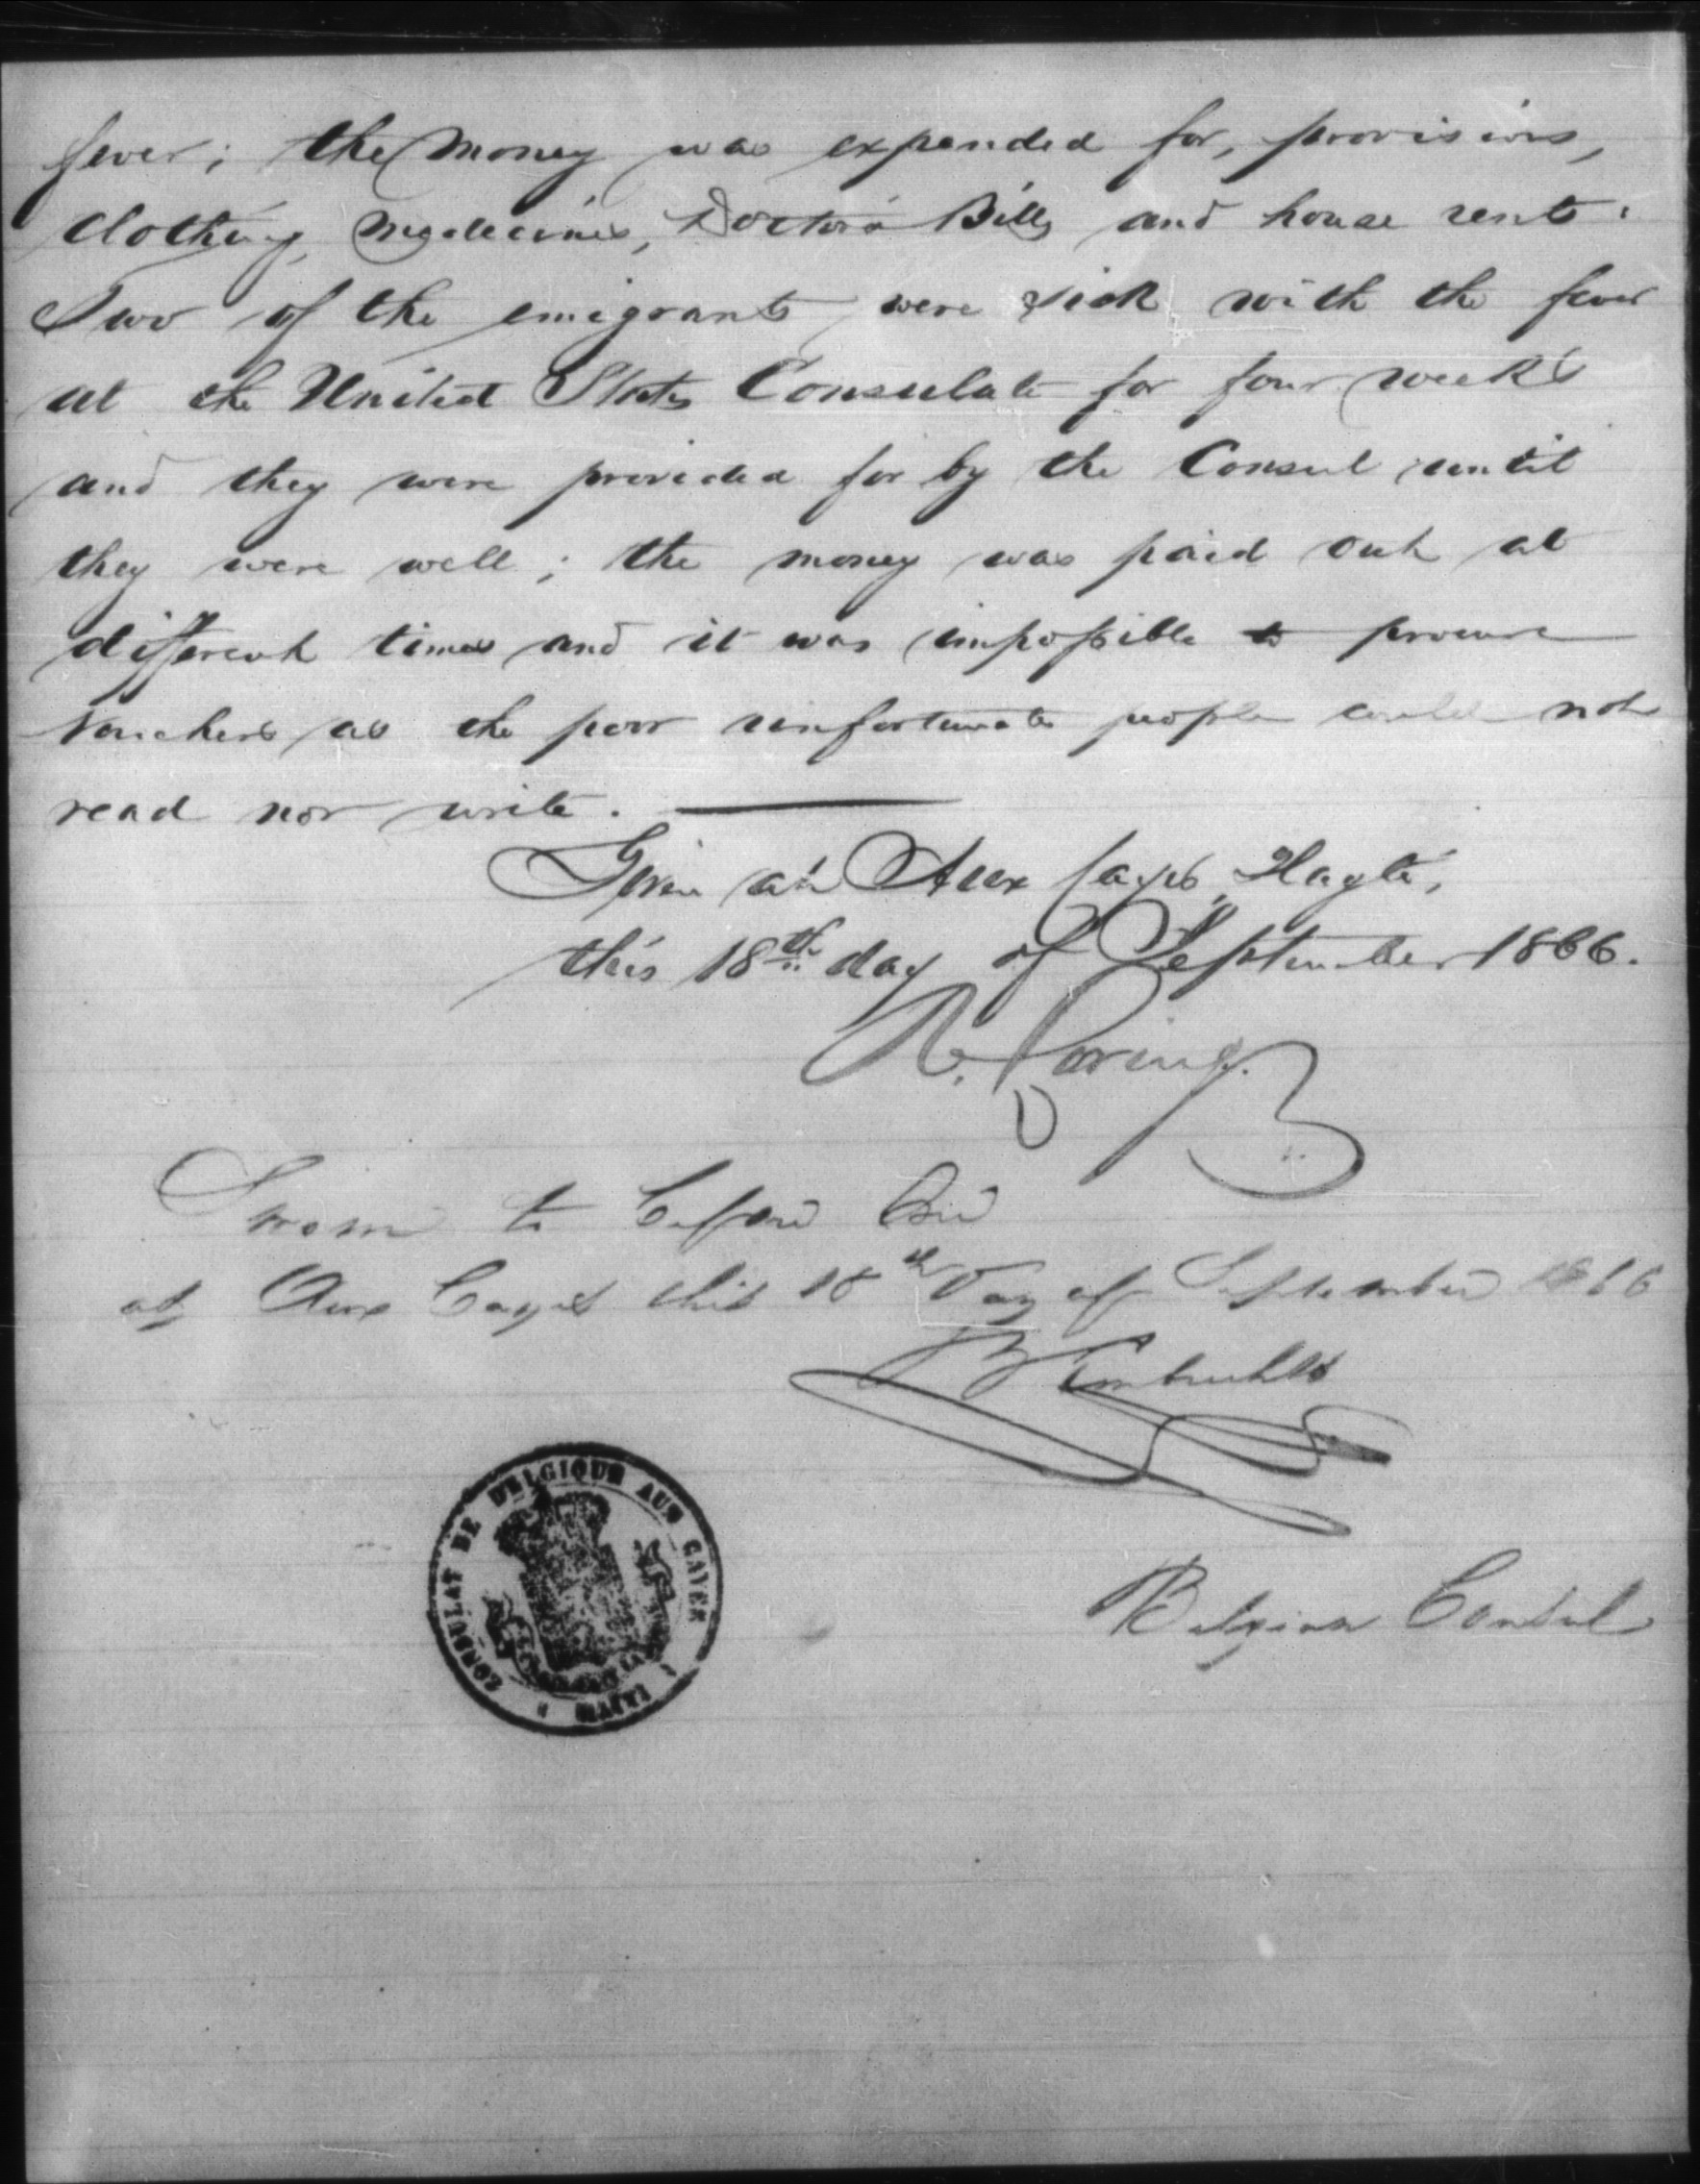 fever; the money was expended for, provisions,
Clothing, Medecines, Doctor's Bills and house rent.
Two of the emigrants were sick with the fever
at the United States Consulate for four weeks
and they were provided for by the Consul until
they were well; the money was paid out at
different times and it was impossible to procure
Vouchers as the poor unfortunate people could not
read nor write.
Given at Aux Cayes, Hayti,
this 18th day of September 1866.
Sworn to before me
at Aux Cayes this 18th Day of September 1866
CONSULAT DE BELGIQUE AUX CAYES
HAITI
Belgian Consul